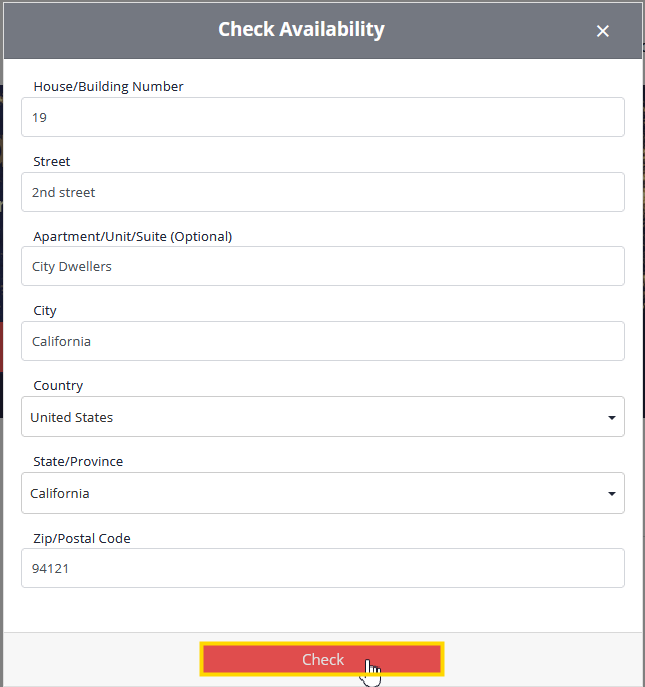 Check Availability
House/Building Number
19
Street
2nd street
Apartment/Unit/Suite (Optional)
City Dwellers
City
California
Country
United States
State/Province
California
Zip/Postal Code
94121
Check